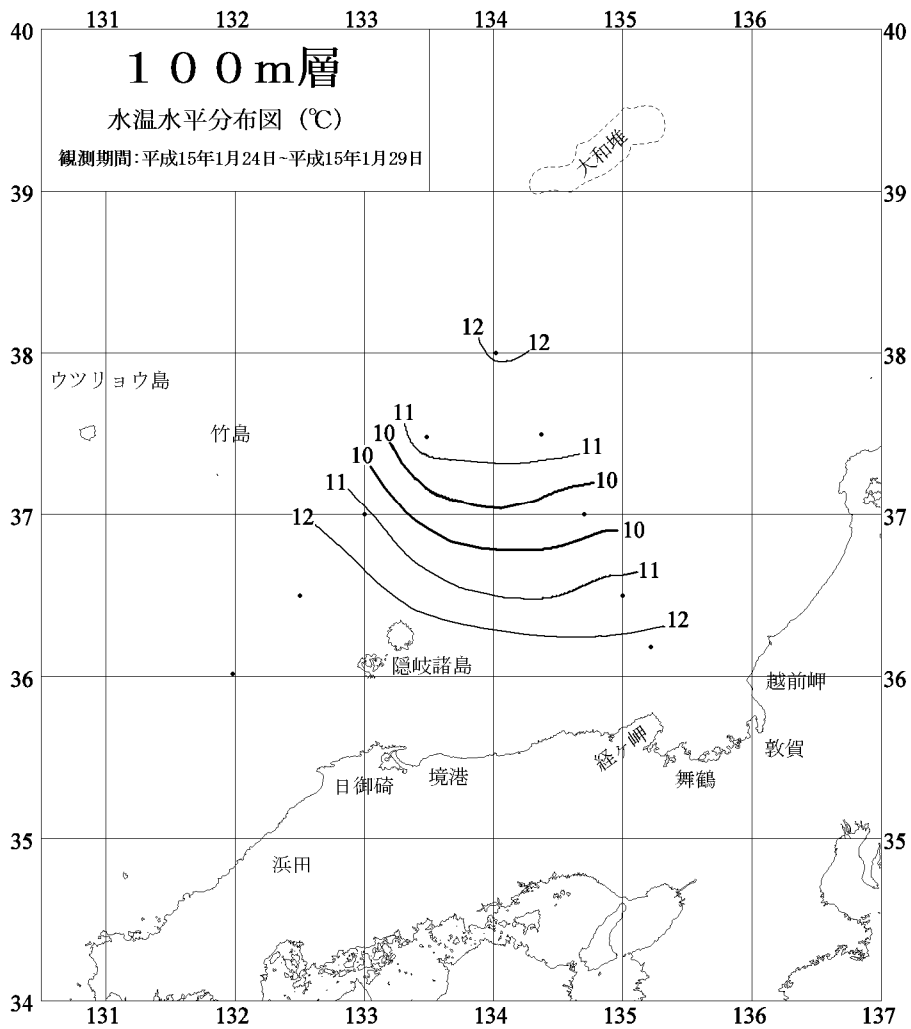 131 132 133 134 135 136
40 40
１００ｍ層
水温水平分布図（℃）
観測期間:平成15年1月24日~平成15年1月29日
大和堆
39 39
12
12
38 38
ウツリョウ島
11
竹島
10
11
10
11
10
37 37
12
10
11
12
隠岐諸島
36 36
越前岬
経ヶ岬
敦賀
日御碕
境港
舞鶴
35 35
浜田
34 34
131 132 133 134 135 136 137